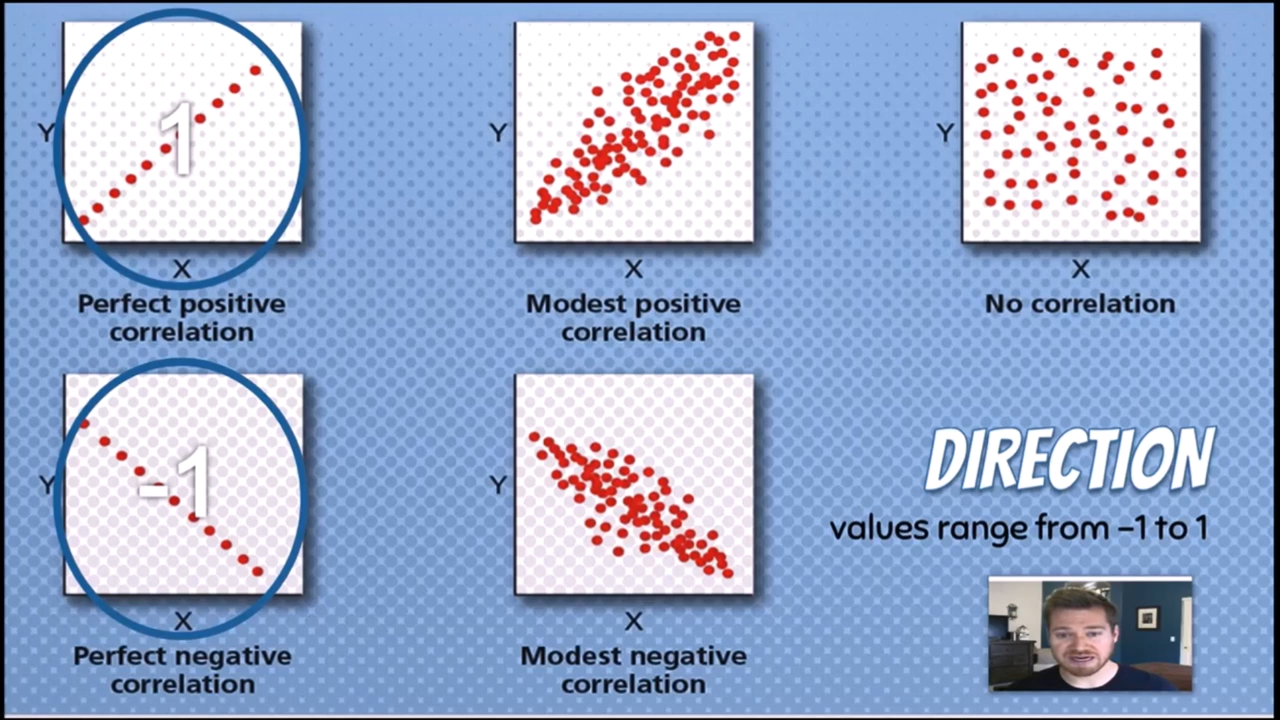 1
Y
X
Perfect positive
correlation
Y
X
Modest positive
correlation
Y
X
No correlation
-1
Y
X
Perfect negative
correlation
Y
X
Modest negative
correlation
DIRECTION
values range from –1 to 1